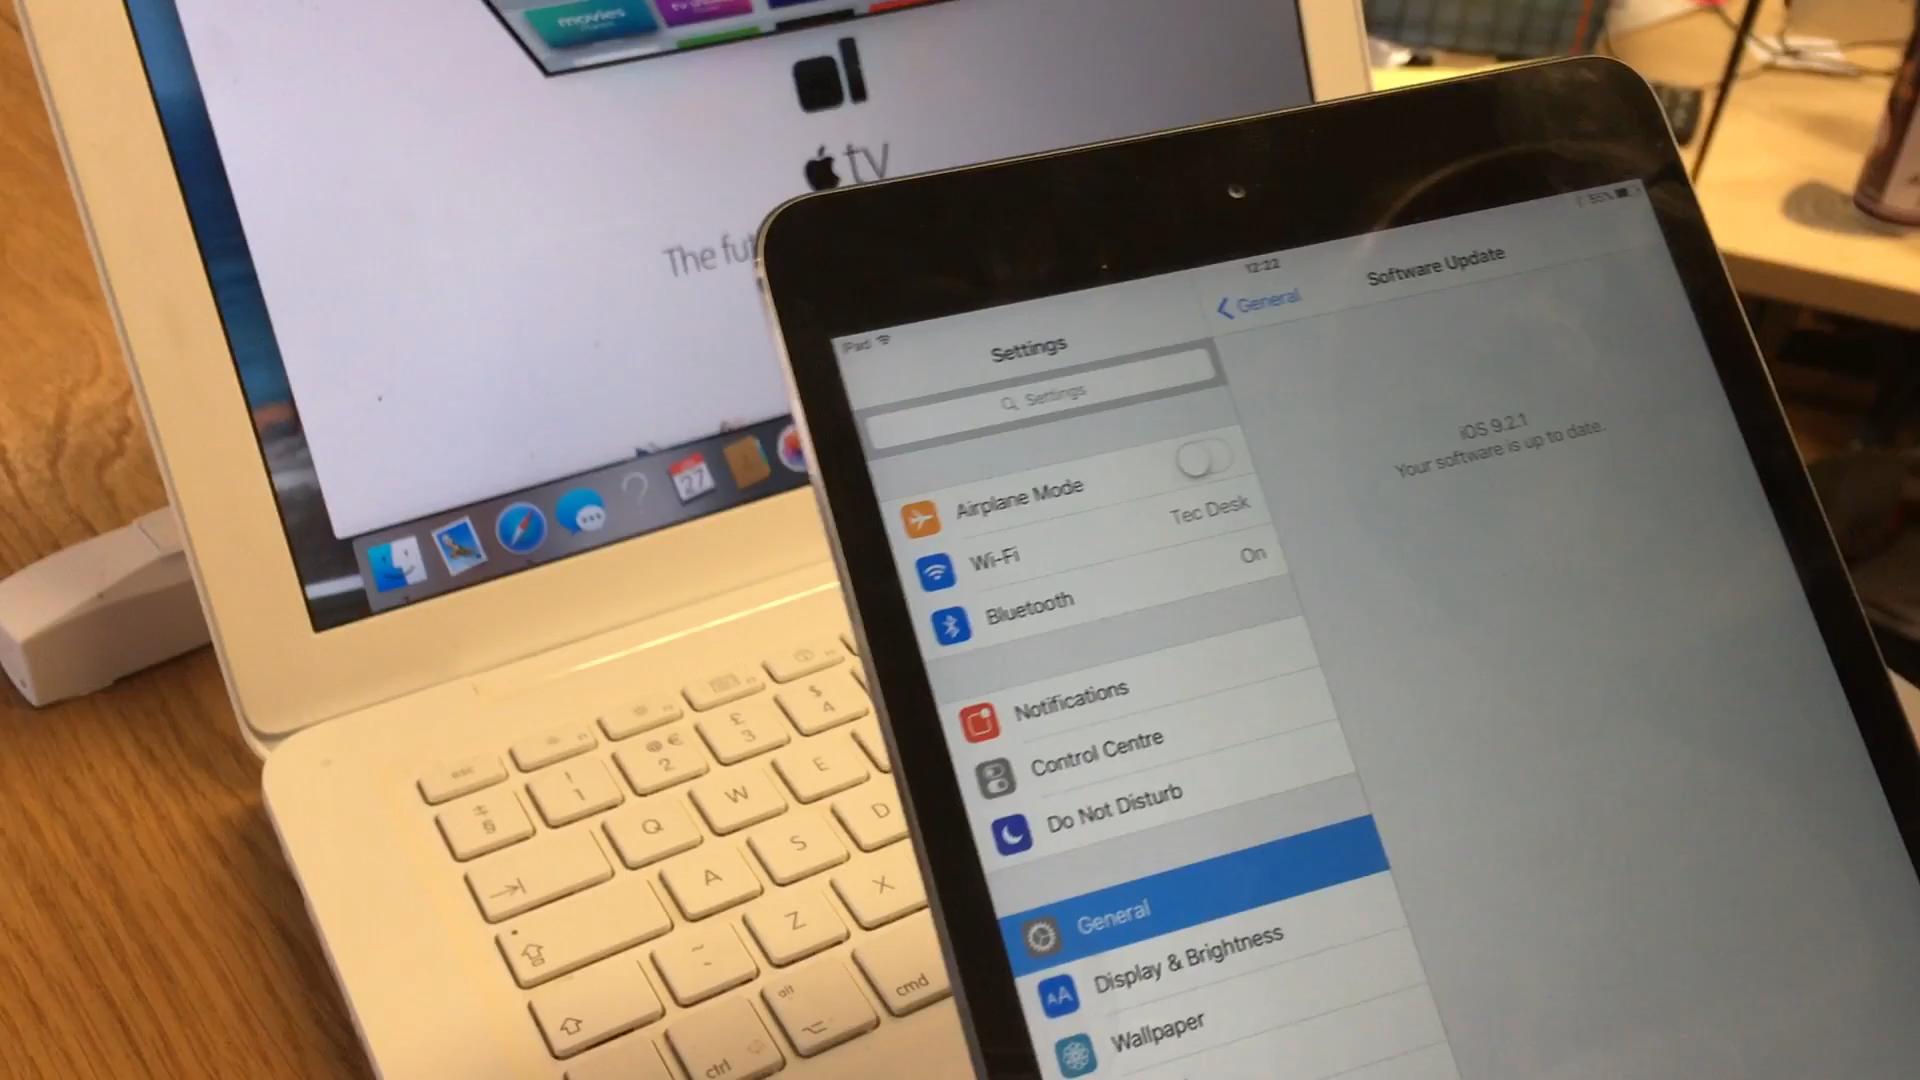 movies
tv
The fu
27
iPad
12:22
Settings
General
Software Update
Settings
iOS 9.2.1
Your software is up to date.
Airplane Mode
Wi-Fi
Tec Desk
Bluetooth
On
Notifications
Control Centre
Do Not Disturb
General
Display & Brightness
AA
Wallpaper
esc
± § ! 1 @ € 2 £ 3 $ 4
Q W E
A S D
~ Z X
ctrl alt cmd